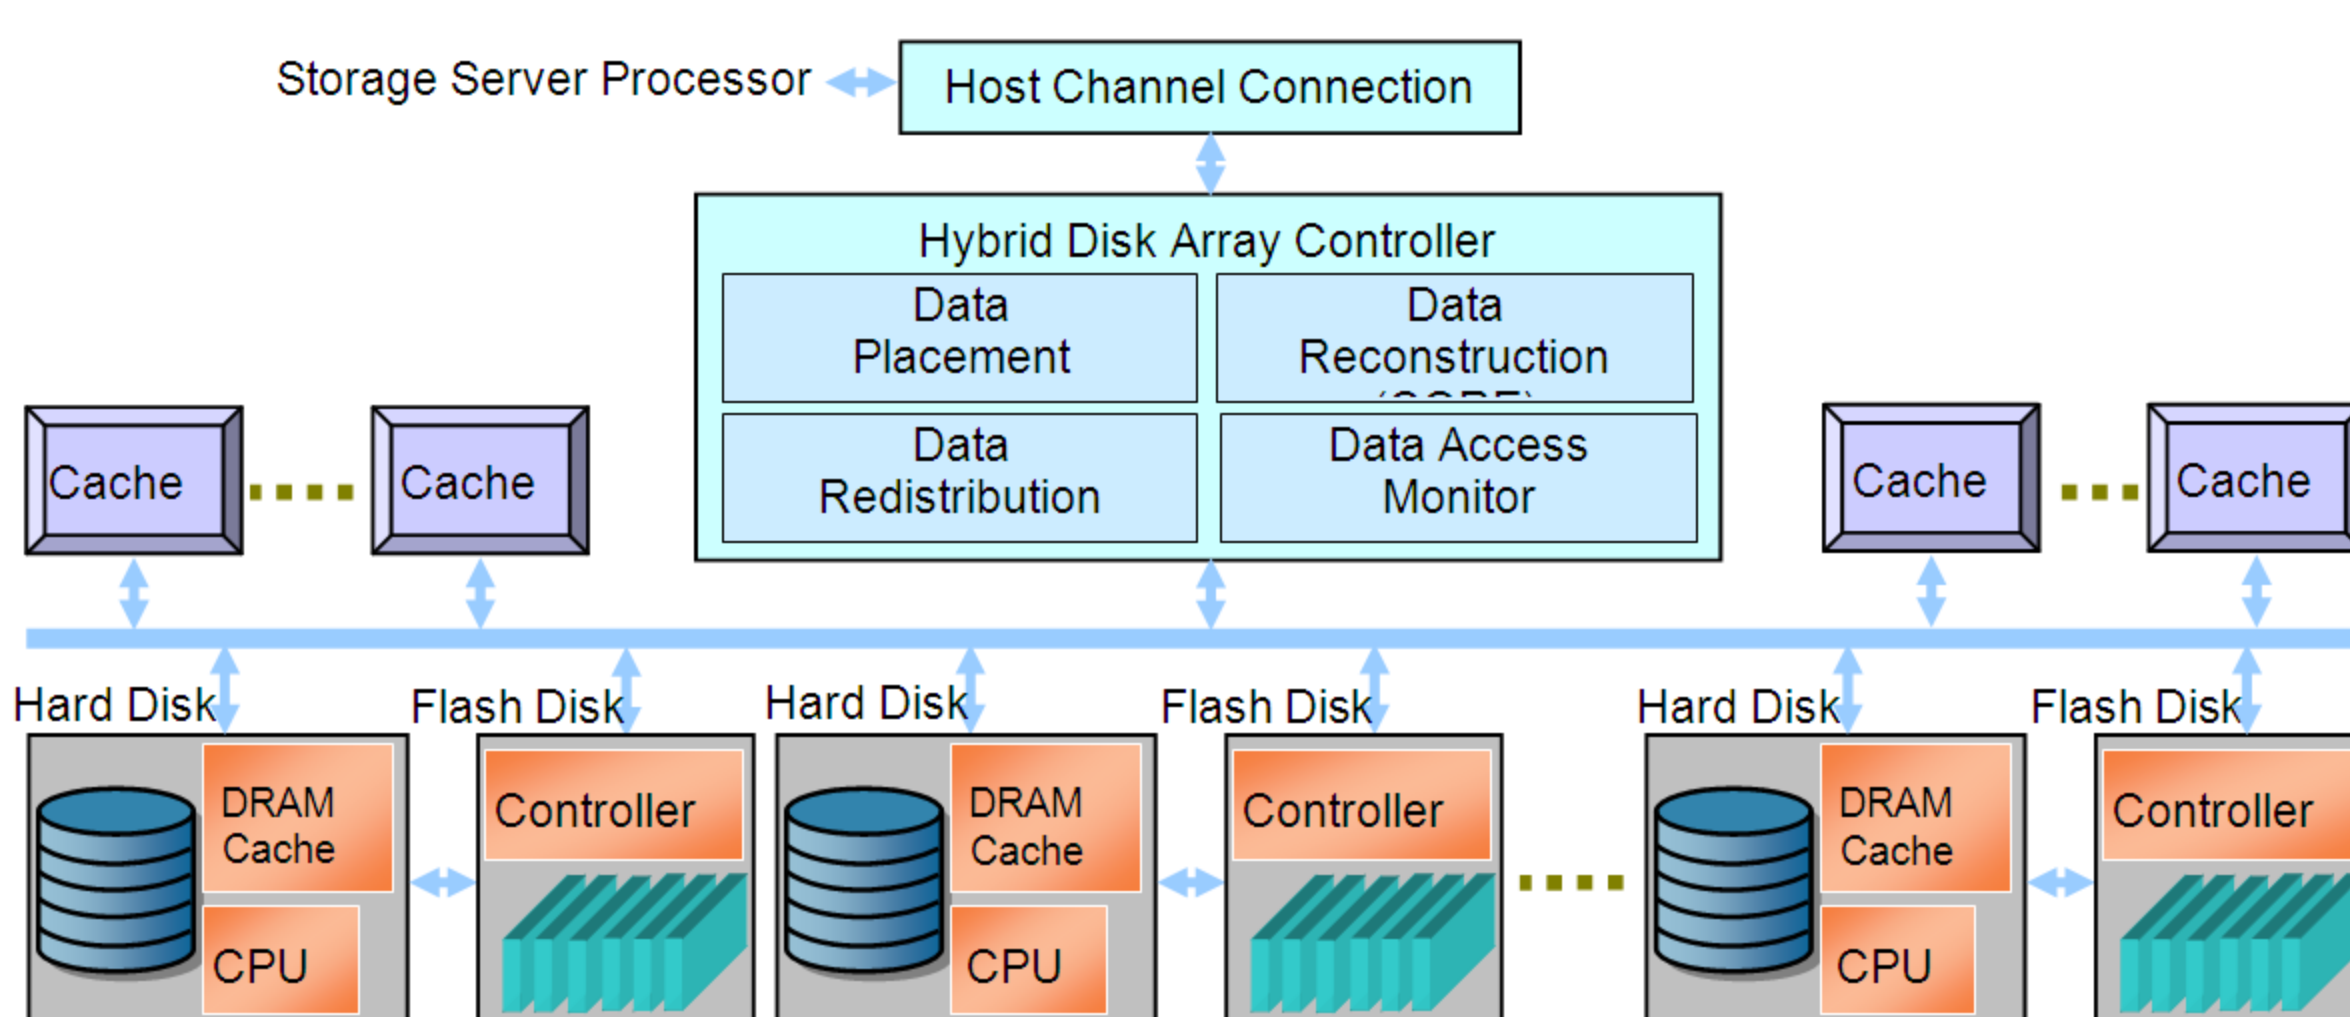 Storage Server Processor
Host Channel Connection
Hybrid Disk Array Controller
Data
Placement
Data
Reconstruction
Data
Redistribution
Data Access
Monitor
Cache
Cache
Cache
Cache
Hard Disk
Flash Disk
Hard Disk
Flash Disk
Hard Disk
Flash Disk
DRAM
Cache
CPU
Controller
DRAM
Cache
CPU
Controller
DRAM
Cache
CPU
Controller